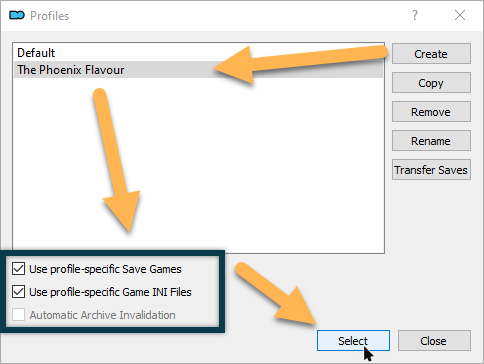 Profiles
?
Default
The Phoenix Flavour
Create
Copy
Remove
Rename
Transfer Saves
Use profile-specific Save Games
Use profile-specific Game INI Files
Automatic Archive Invalidation
Select
Close